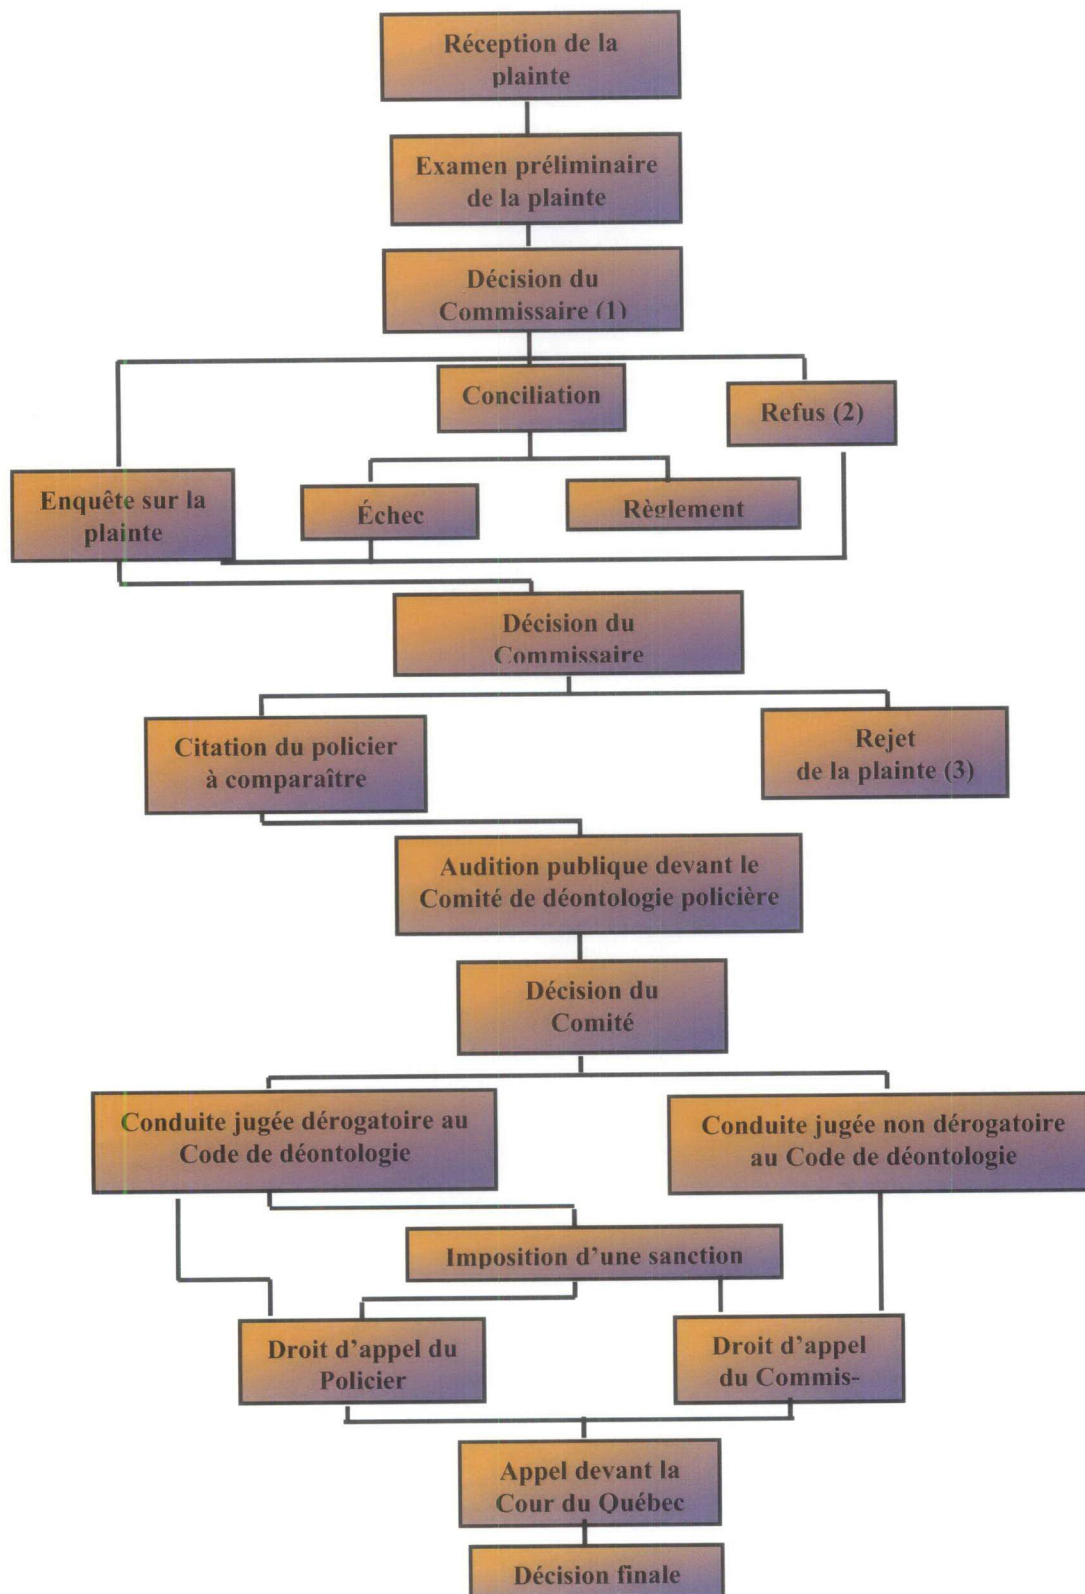 Réception de la
plainte
Examen préliminaire
de la plainte
Décision du
Commissaire (1)
Conciliation
Refus (2)
Enquête sur la
plainte
Échec
Règlement
Décision du
Commissaire
Citation du policier
à comparaître
Rejet
de la plainte (3)
Audition publique devant le
Comité de déontologie policière
Décision du
Comité
Conduite jugée dérogatoire au
Code de déontologie
Conduite jugée non dérogatoire
au Code de déontologie
Imposition d'une sanction
Droit d'appel du
Policier
Droit d'appel
du Commis-
Appel devant la
Cour du Québec
Décision finale